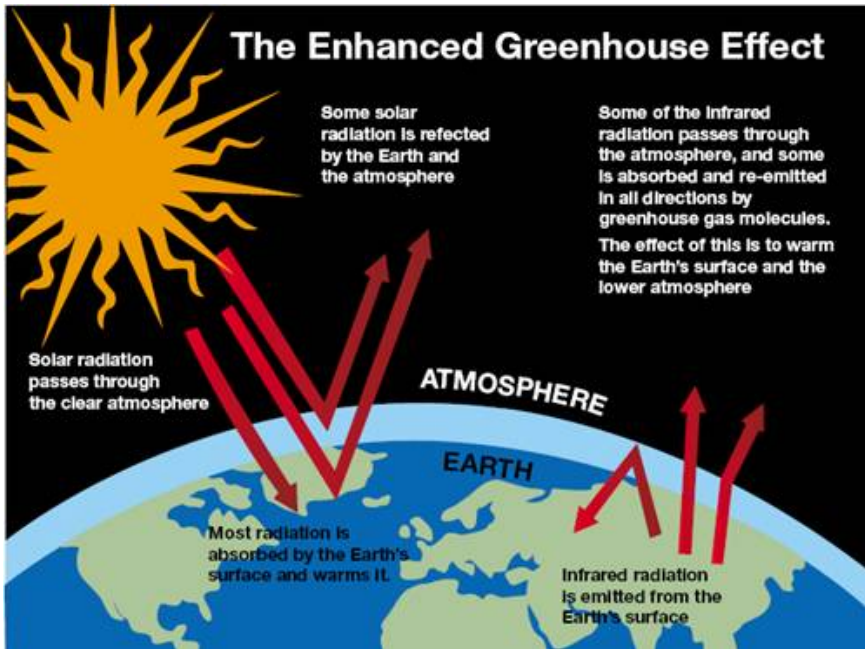 The Enhanced Greenhouse Effect
Some solar
radiation is refected
by the Earth and
the atmosphere
Some of the infrared
radiation passes through
the atmosphere, and some
is absorbed and re-emitted
in all directions by
greenhouse gas molecules.
The effect of this is to warm
the Earth's surface and the
lower atmosphere
Solar radiation
passes through
the clear atmosphere
ATMOSPHERE
EARTH
Most radiation is
absorbed by the Earth's
surface and warms it.
Infrared radiation
is emitted from the
Earth's surface